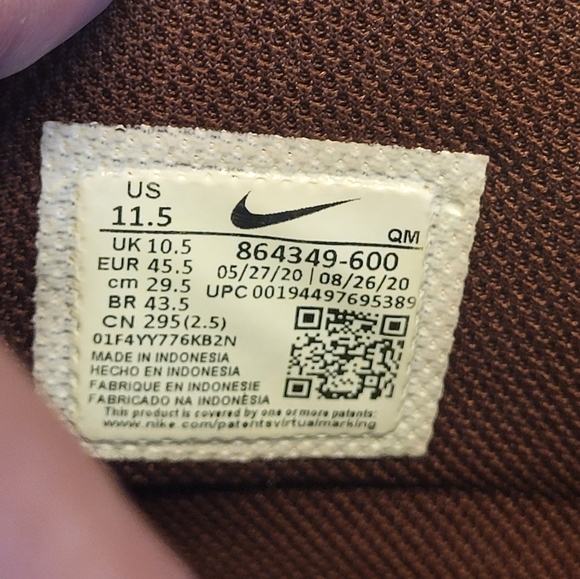 US
11.5
QM
UK 10.5
864349-600
EUR 45.5
05/27/20 | 08/26/20
cm 29.5
UPC 00194497695389
BR 43.5
CN 295(2.5)
01F4YY776KB2N
MADE IN INDONESIA
HECHO EN INDONESIA
FABRIQUE EN INDONESIE
FABRICADO NA INDONÈSIA
This product is covered by one or more patents:
www.nike.com/patentsvirtualmarking